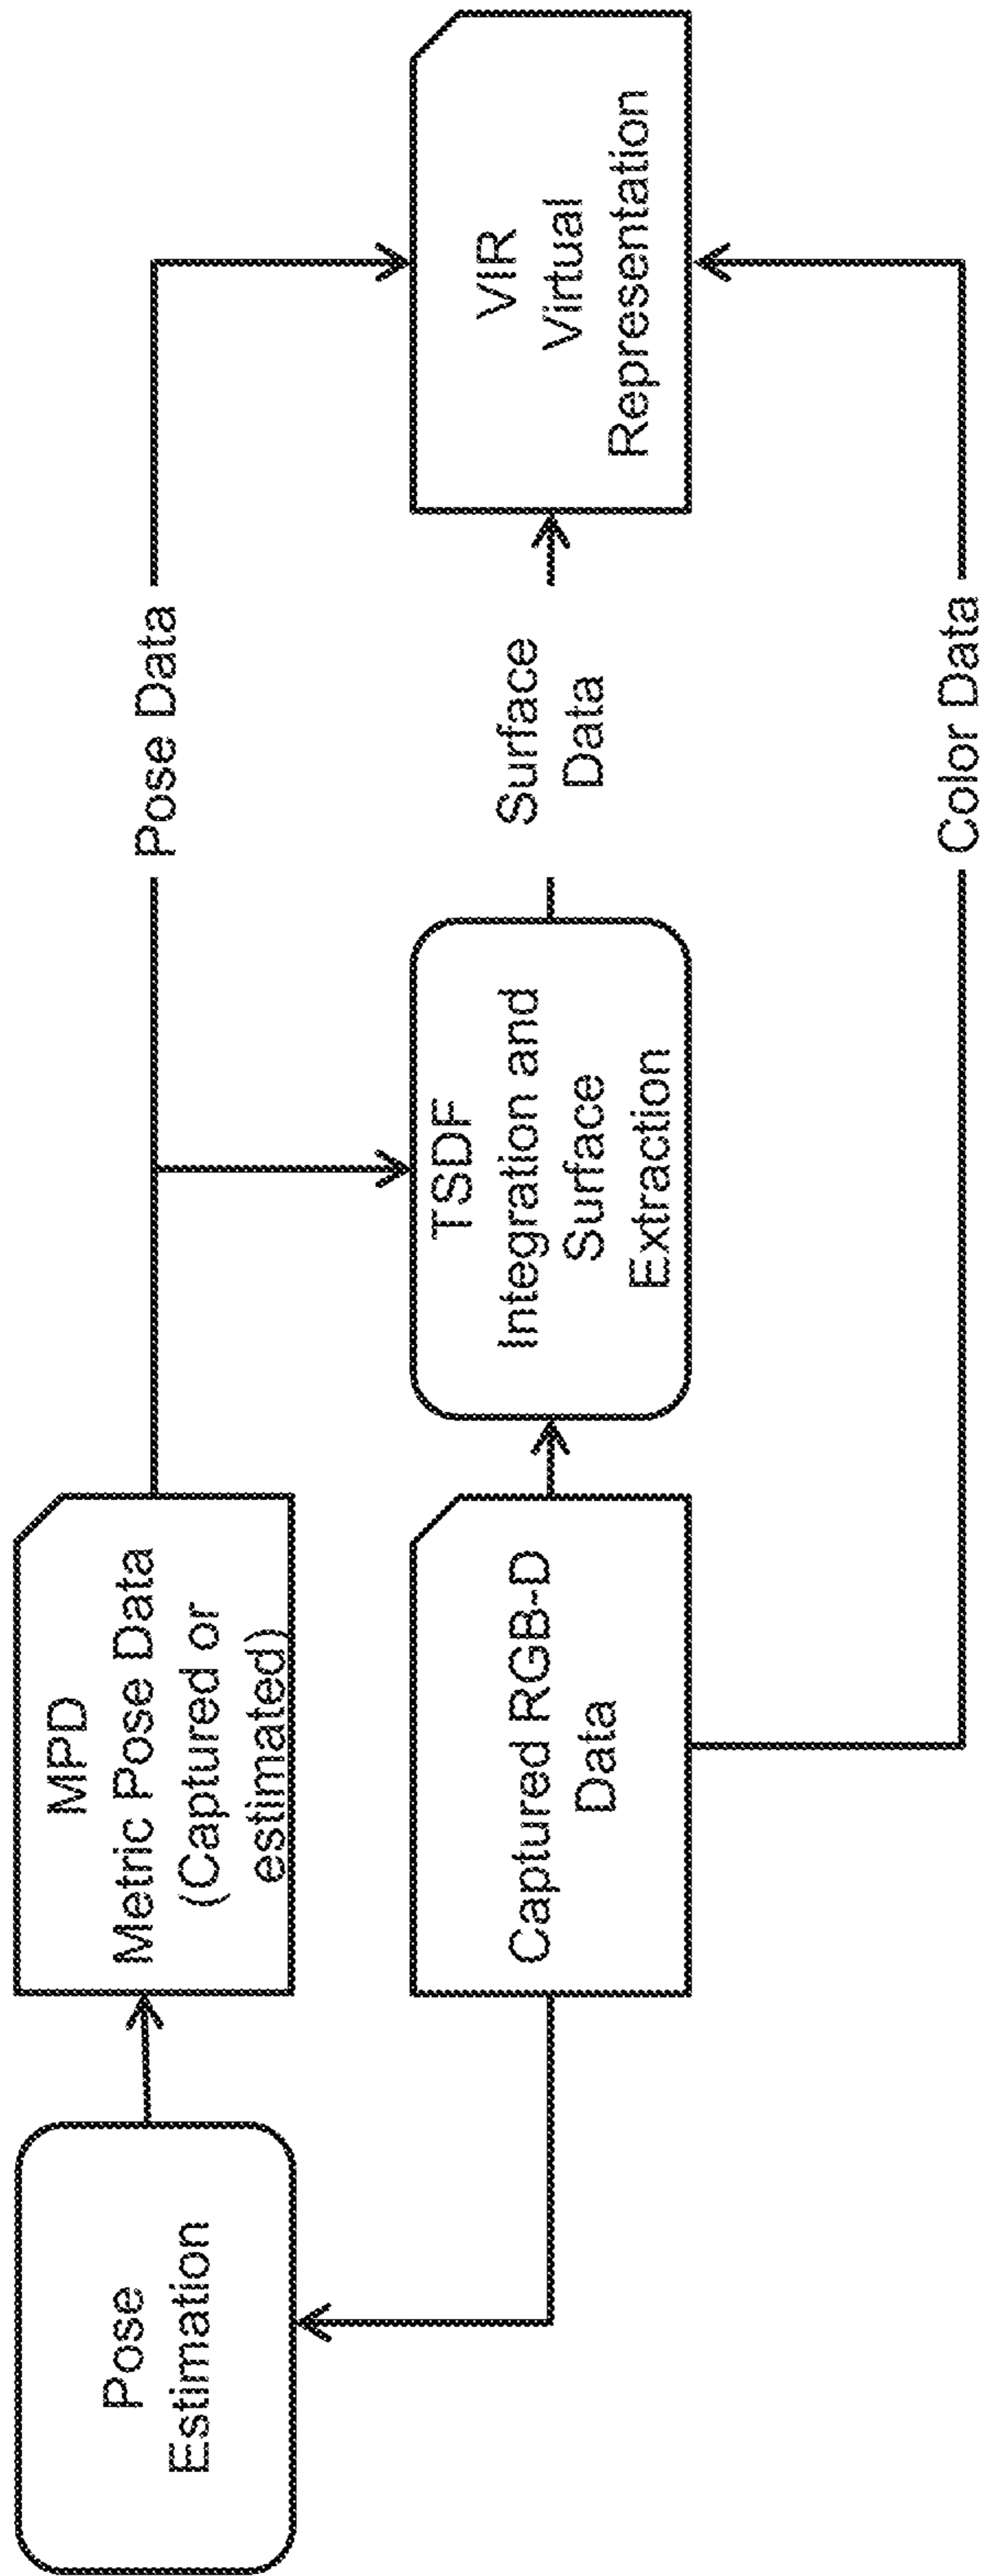 Pose
Estimation
MPD
Metric Pose Data
(Captured or
estimated)
Pose Data
Captured RGB-D
Data
TSDF
Integration and
Surface
Extraction
Surface
Data
VIR
Virtual
Representation
Color Data